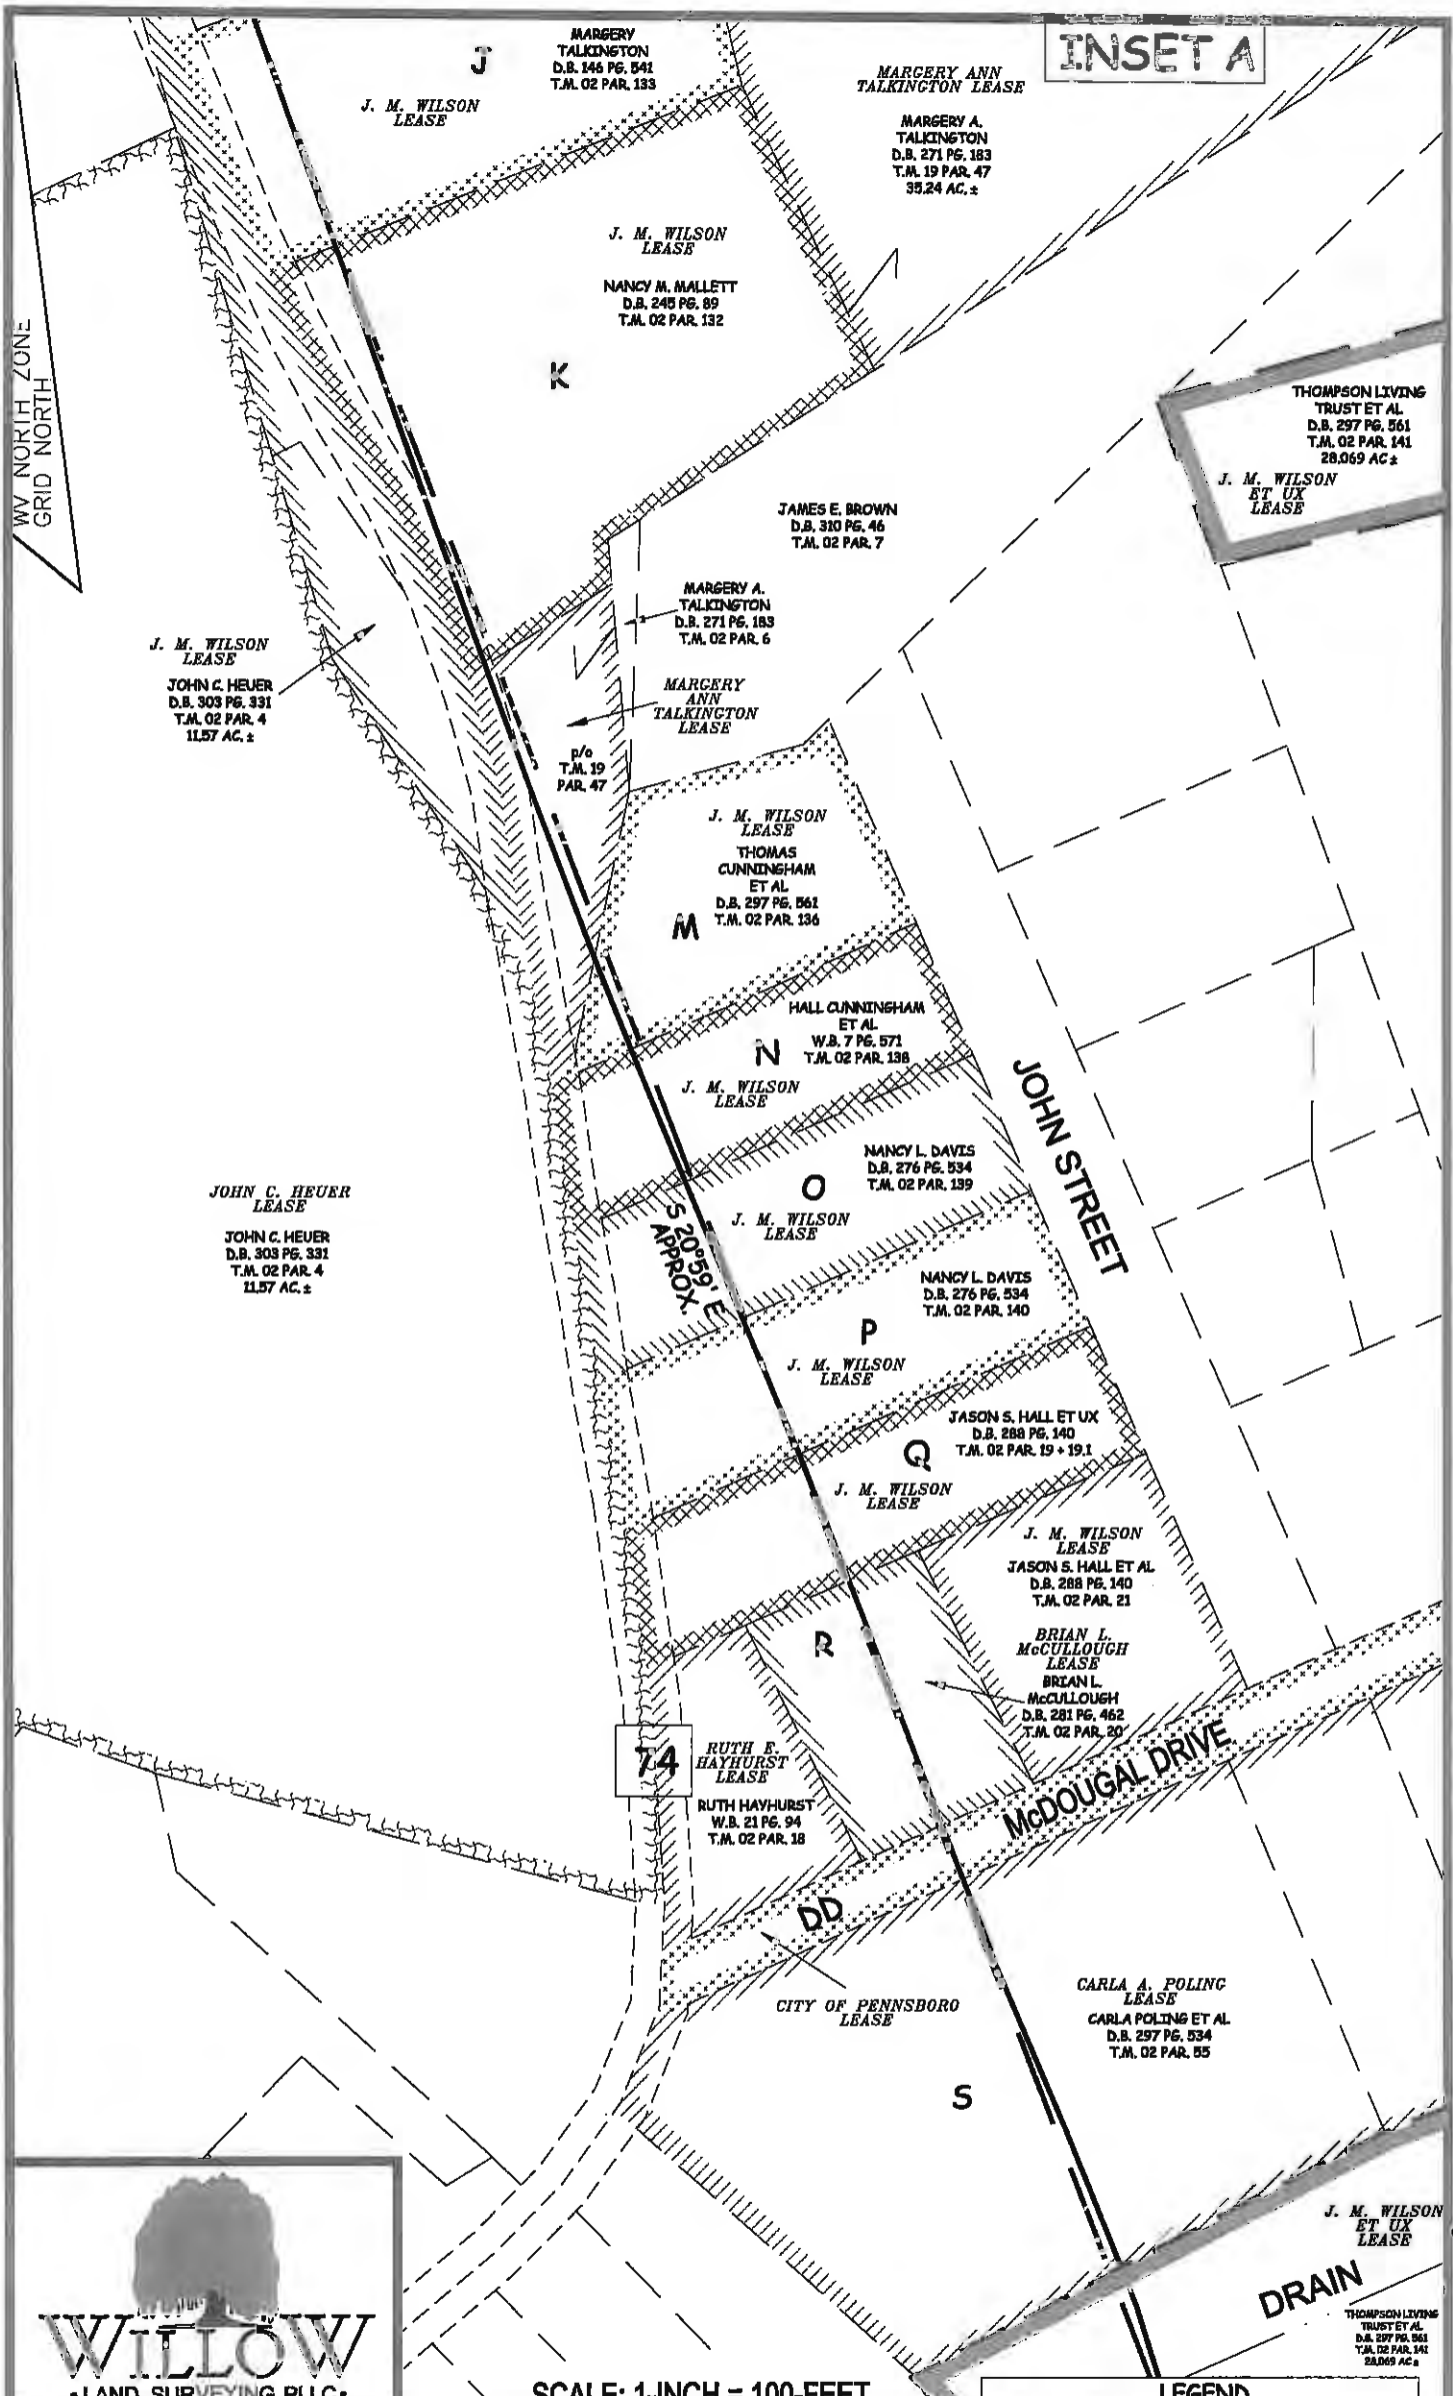 INSET A
J
MARGERY
TALKINGTON
D.B. 146 PG. 541
T.M. 02 PAR. 133
J. M. WILSON
LEASE
MARGERY ANN
TALKINGTON LEASE
MARGERY A.
TALKINGTON
D.B. 271 PG. 183
T.M. 19 PAR. 47
35.24 AC. ±
J. M. WILSON
LEASE
NANCY M. MALLETT
D.B. 245 PG. 89
T.M. 02 PAR. 132
K
WV NORTH ZONE
GRID NORTH
THOMPSON LIVING
TRUST ET AL
D.B. 297 PG. 561
T.M. 02 PAR. 141
28.069 AC ±
J. M. WILSON
ET UX
LEASE
JAMES E. BROWN
D.B. 310 PG. 46
T.M. 02 PAR. 7
MARGERY A.
TALKINGTON
D.B. 271 PG. 183
T.M. 02 PAR. 6
J. M. WILSON
LEASE
JOHN C. HEUER
D.B. 303 PG. 331
T.M. 02 PAR. 4
11.57 AC. ±
MARGERY
ANN
TALKINGTON
LEASE
p/o
T.M. 19
PAR. 47
J. M. WILSON
LEASE
THOMAS
CUNNINGHAM
ET AL
D.B. 297 PG. 561
T.M. 02 PAR. 136
M
HALL CUNNINGHAM
ET AL
W.B. 7 PG. 571
T.M. 02 PAR. 138
N
J. M. WILSON
LEASE
JOHN STREET
NANCY L. DAVIS
D.B. 276 PG. 534
T.M. 02 PAR. 139
O
J. M. WILSON
LEASE
JOHN C. HEUER
LEASE
JOHN C. HEUER
D.B. 303 PG. 331
T.M. 02 PAR. 4
11.57 AC. ±
S 20°59' E
APPROX.
NANCY L. DAVIS
D.B. 276 PG. 534
T.M. 02 PAR. 140
P
J. M. WILSON
LEASE
JASON S. HALL ET UX
D.B. 288 PG. 140
T.M. 02 PAR. 19 + 19.1
Q
J. M. WILSON
LEASE
J. M. WILSON
LEASE
JASON S. HALL ET AL
D.B. 288 PG. 140
T.M. 02 PAR. 21
R
BRIAN L.
McCULLOUGH
LEASE
BRIAN L.
McCULLOUGH
D.B. 281 PG. 462
T.M. 02 PAR. 20
74
RUTH E.
HAYHURST
LEASE
RUTH HAYHURST
W.B. 21 PG. 94
T.M. 02 PAR. 18
McDOUGAL DRIVE
DD
CITY OF PENNSBORO
LEASE
CARLA A. POLING
LEASE
CARLA POLING ET AL
D.B. 297 PG. 534
T.M. 02 PAR. 55
S
J. M. WILSON
ET UX
LEASE
DRAIN
THOMPSON LIVING
TRUST ET AL
D.B. 297 PG. 561
T.M. 02 PAR. 141
28.069 AC ±
WILLOW
LAND SURVEYING PLLC
SCALE: 1-INCH = 100-FEET
LEGEND